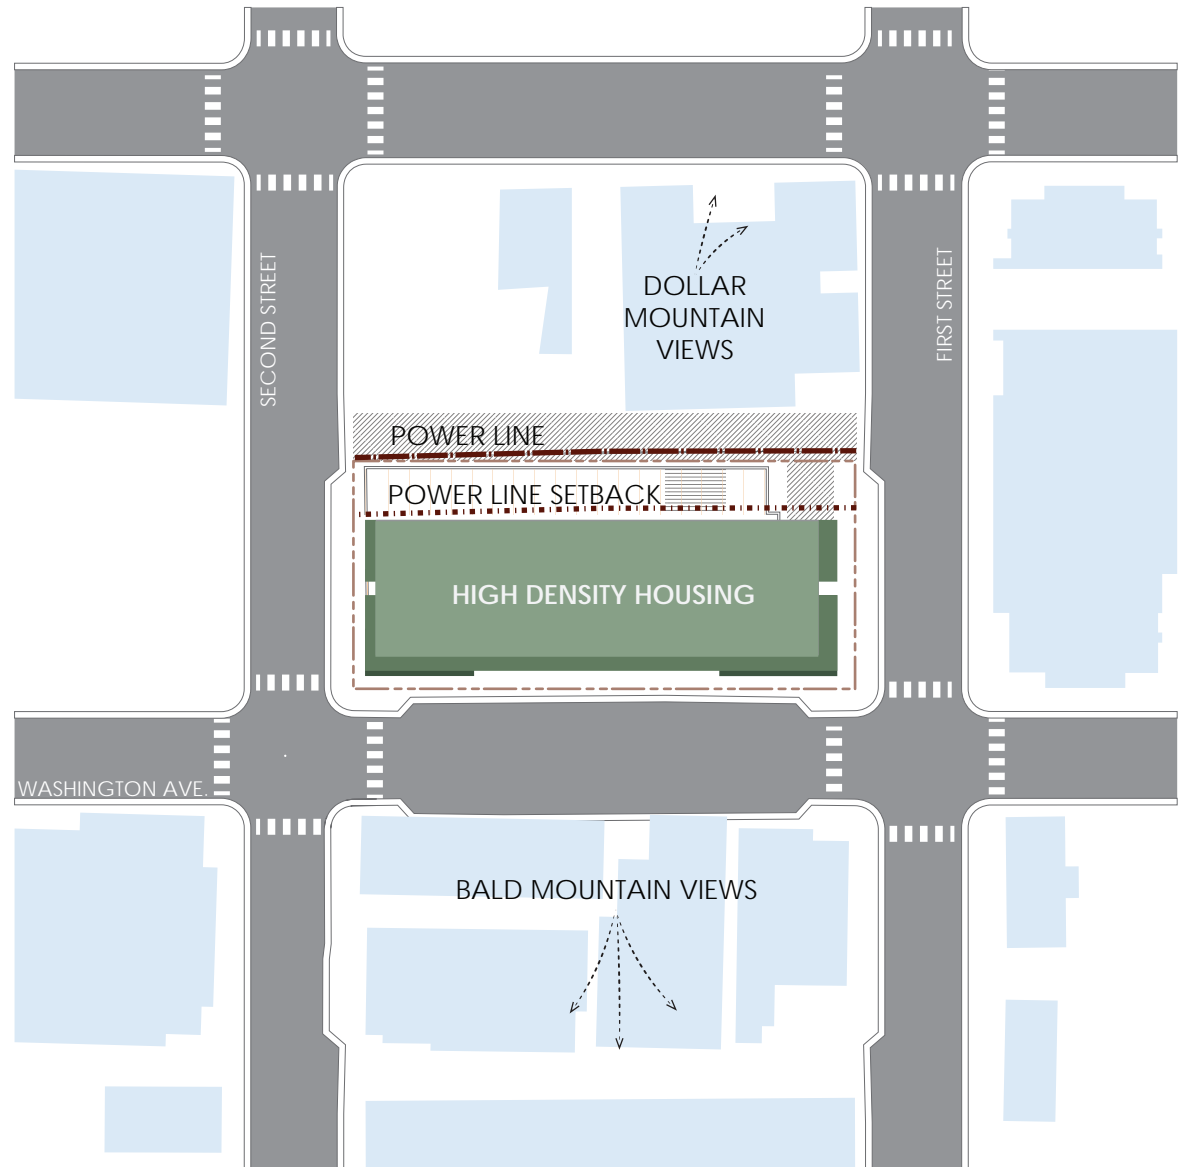 SECOND STREET
FIRST STREET
DOLLAR
MOUNTAIN
VIEWS
POWER LINE
POWER LINE SETBACK
HIGH DENSITY HOUSING
WASHINGTON AVE.
BALD MOUNTAIN VIEWS